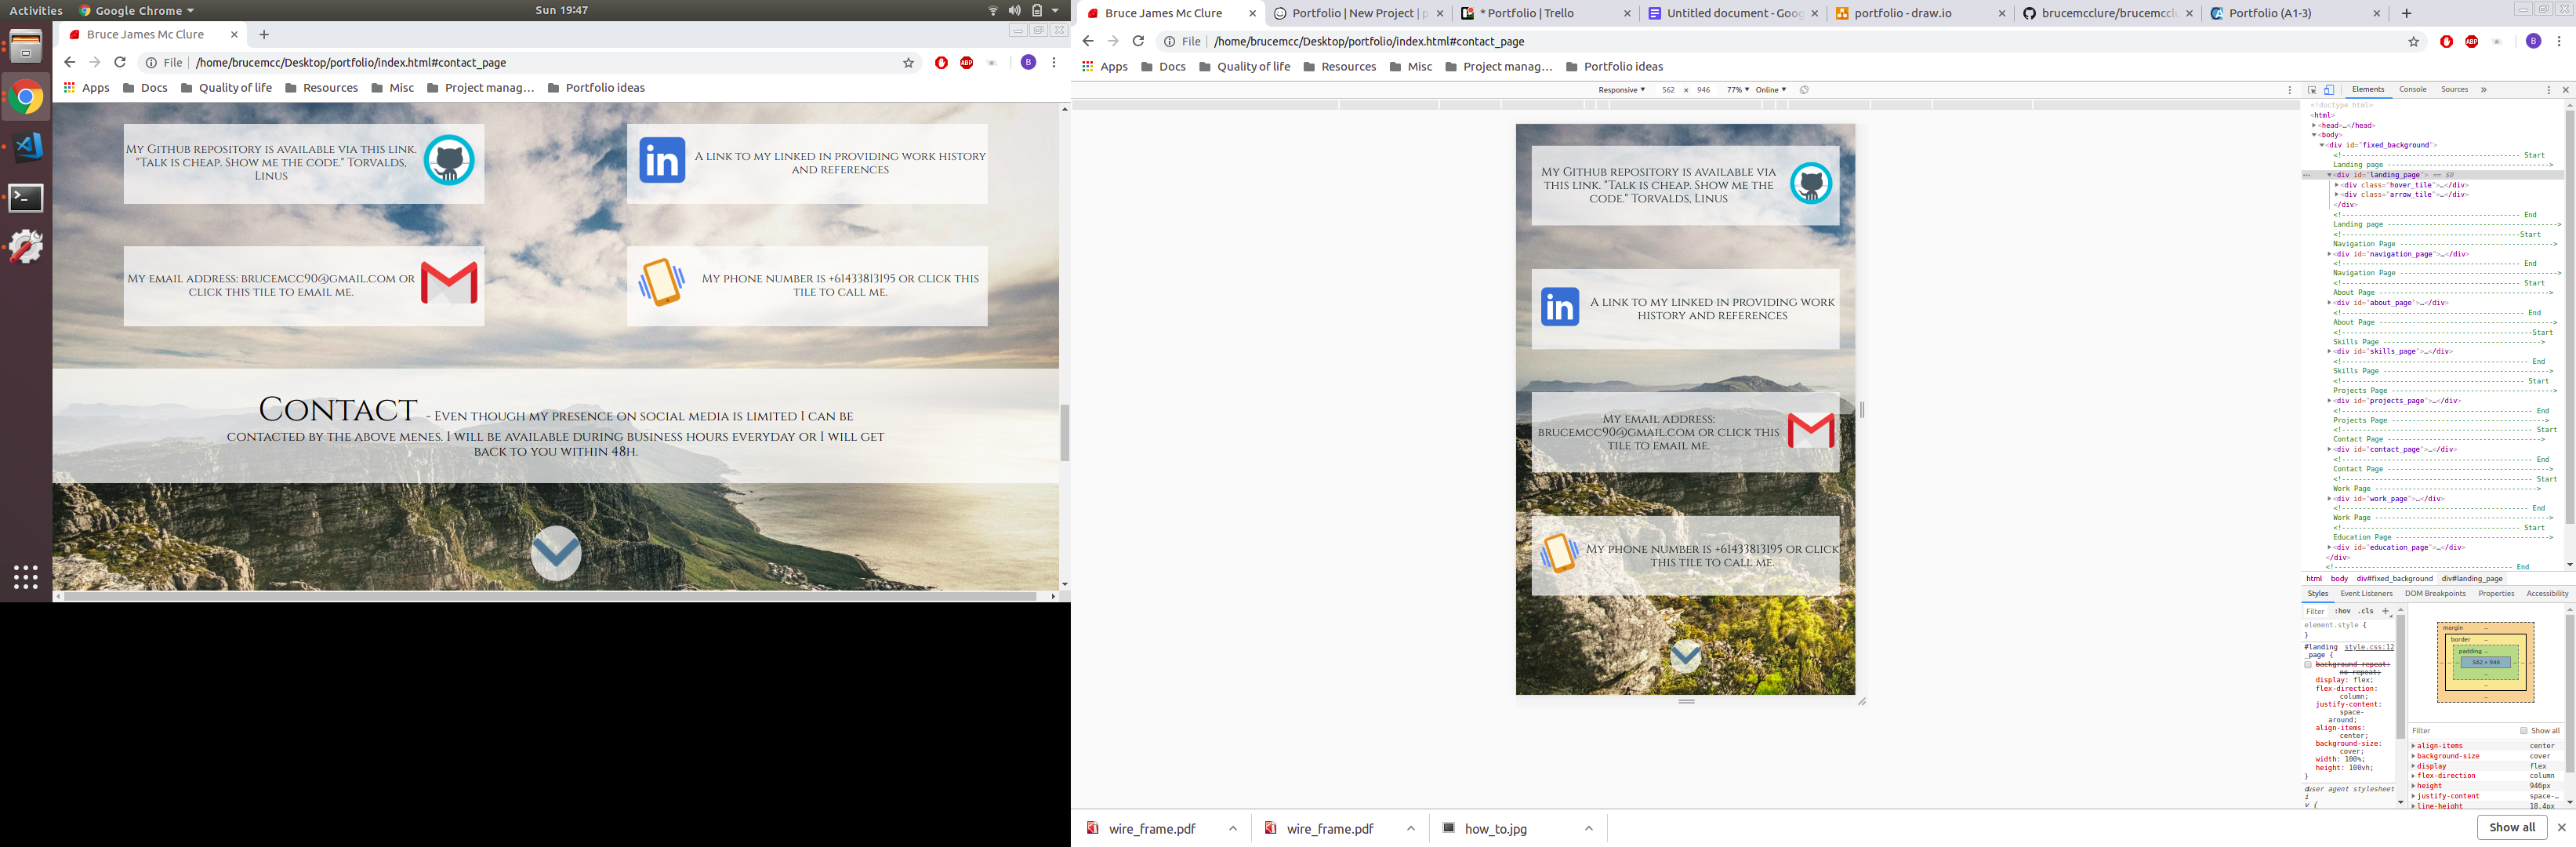 Activities
Google Chrome
Sun 19:47
Bruce James Mc Clure
File
/home/brucemcc/Desktop/portfolio/index.html#contact_page
Apps
Docs
Quality of life
Resources
Misc
Project manag...
Portfolio ideas
My Github repository is available via this link.
"Talk is cheap. Show me the code." Torvalds,
Linus
A link to my linked in providing work history
and references
My email address: brucemcc90@gmail.com or
click this tile to email me.
My phone number is +61433813195 or click this
tile to call me.
Contact - Even though my presence on social media is limited I can be
contacted by the above menes. I will be available during business hours everyday or I will get
back to you within 48h.
Bruce James Mc Clure
Portfolio | New Project | p
* Portfolio | Trello
Untitled document - Goog
portfolio - draw.io
brucemcclure/brucemcclu
Portfolio (A1-3)
File
/home/brucemcc/Desktop/portfolio/index.html#contact_page
Apps
Docs
Quality of life
Resources
Misc
Project manag...
Portfolio ideas
Responsive 562 x 946 77% Online
My Github repository is available via
this link. "Talk is cheap. Show me the
code." Torvalds, Linus
A link to my linked in providing work
history and references
My email address:
brucemcc90@gmail.com or click this
tile to email me.
My phone number is +61433813195 or click
this tile to call me.
Elements Console Sources »
<!doctype html>
<html>
<head>…</head>
<body>
<div id="fixed_background">
<!---------------------------------------- Start
Landing page ------------------------------------>
<div id="landing_page"> == $0
<div class="hover_tile">…</div>
<div class="arrow_tile">…</div>
</div>
<!---------------------------------------- End
Landing page -------------------------------------->
<!----------------------------------------Start
Navigation Page ---------------------------------->
<div id="navigation_page">…</div>
<!---------------------------------------- End
Navigation Page ----------------------------------->
<!---------------------------------------- Start
About Page --------------------------------------->
<div id="about_page">…</div>
<!----------------------------------------- End
About Page ---------------------------------------->
<!-------------------------------------------Start
Skills Page ------------------------------------->
<div id="skills_page">…</div>
<!------------------------------------------ End
Skills Page ------------------------------------->
<!------------------------------------------ Start
Projects Page ----------------------------------->
<div id="projects_page">…</div>
<!------------------------------------------ End
Projects Page ----------------------------------->
<!-------------------------------------------- Start
Contact Page ----------------------------------->
<div id="contact_page">…</div>
<!------------------------------------------ End
Contact Page ------------------------------------>
<!-------------------------------------------- Start
Work Page ------------------------------------->
<div id="work_page">…</div>
<!------------------------------------------ End
Work Page --------------------------------------->
<!---------------------------------------- Start
Education Page ---------------------------------->
<div id="education_page">…</div>
</div>
<!---------------------------------------- End
html body div#fixed_background div#landing_page
Styles Event Listeners DOM Breakpoints Properties Accessibility
Filter :hov .cls +
element.style {
}
#landing style.css:12
_page {
background-repeat:
no-repeat;
display: flex;
flex-direction:
column;
justify-content:
space-
around;
align-items:
center;
background-size:
cover;
width: 100%;
height: 100vh;
}
user agent stylesheet
v {
margin –
border –
padding –
562 × 946
Filter Show all
align-items center
background-size cover
display flex
flex-direction column
height 946px
justify-content space-…
line-height 18.4px
wire_frame.pdf
wire_frame.pdf
how_to.jpg
Show all